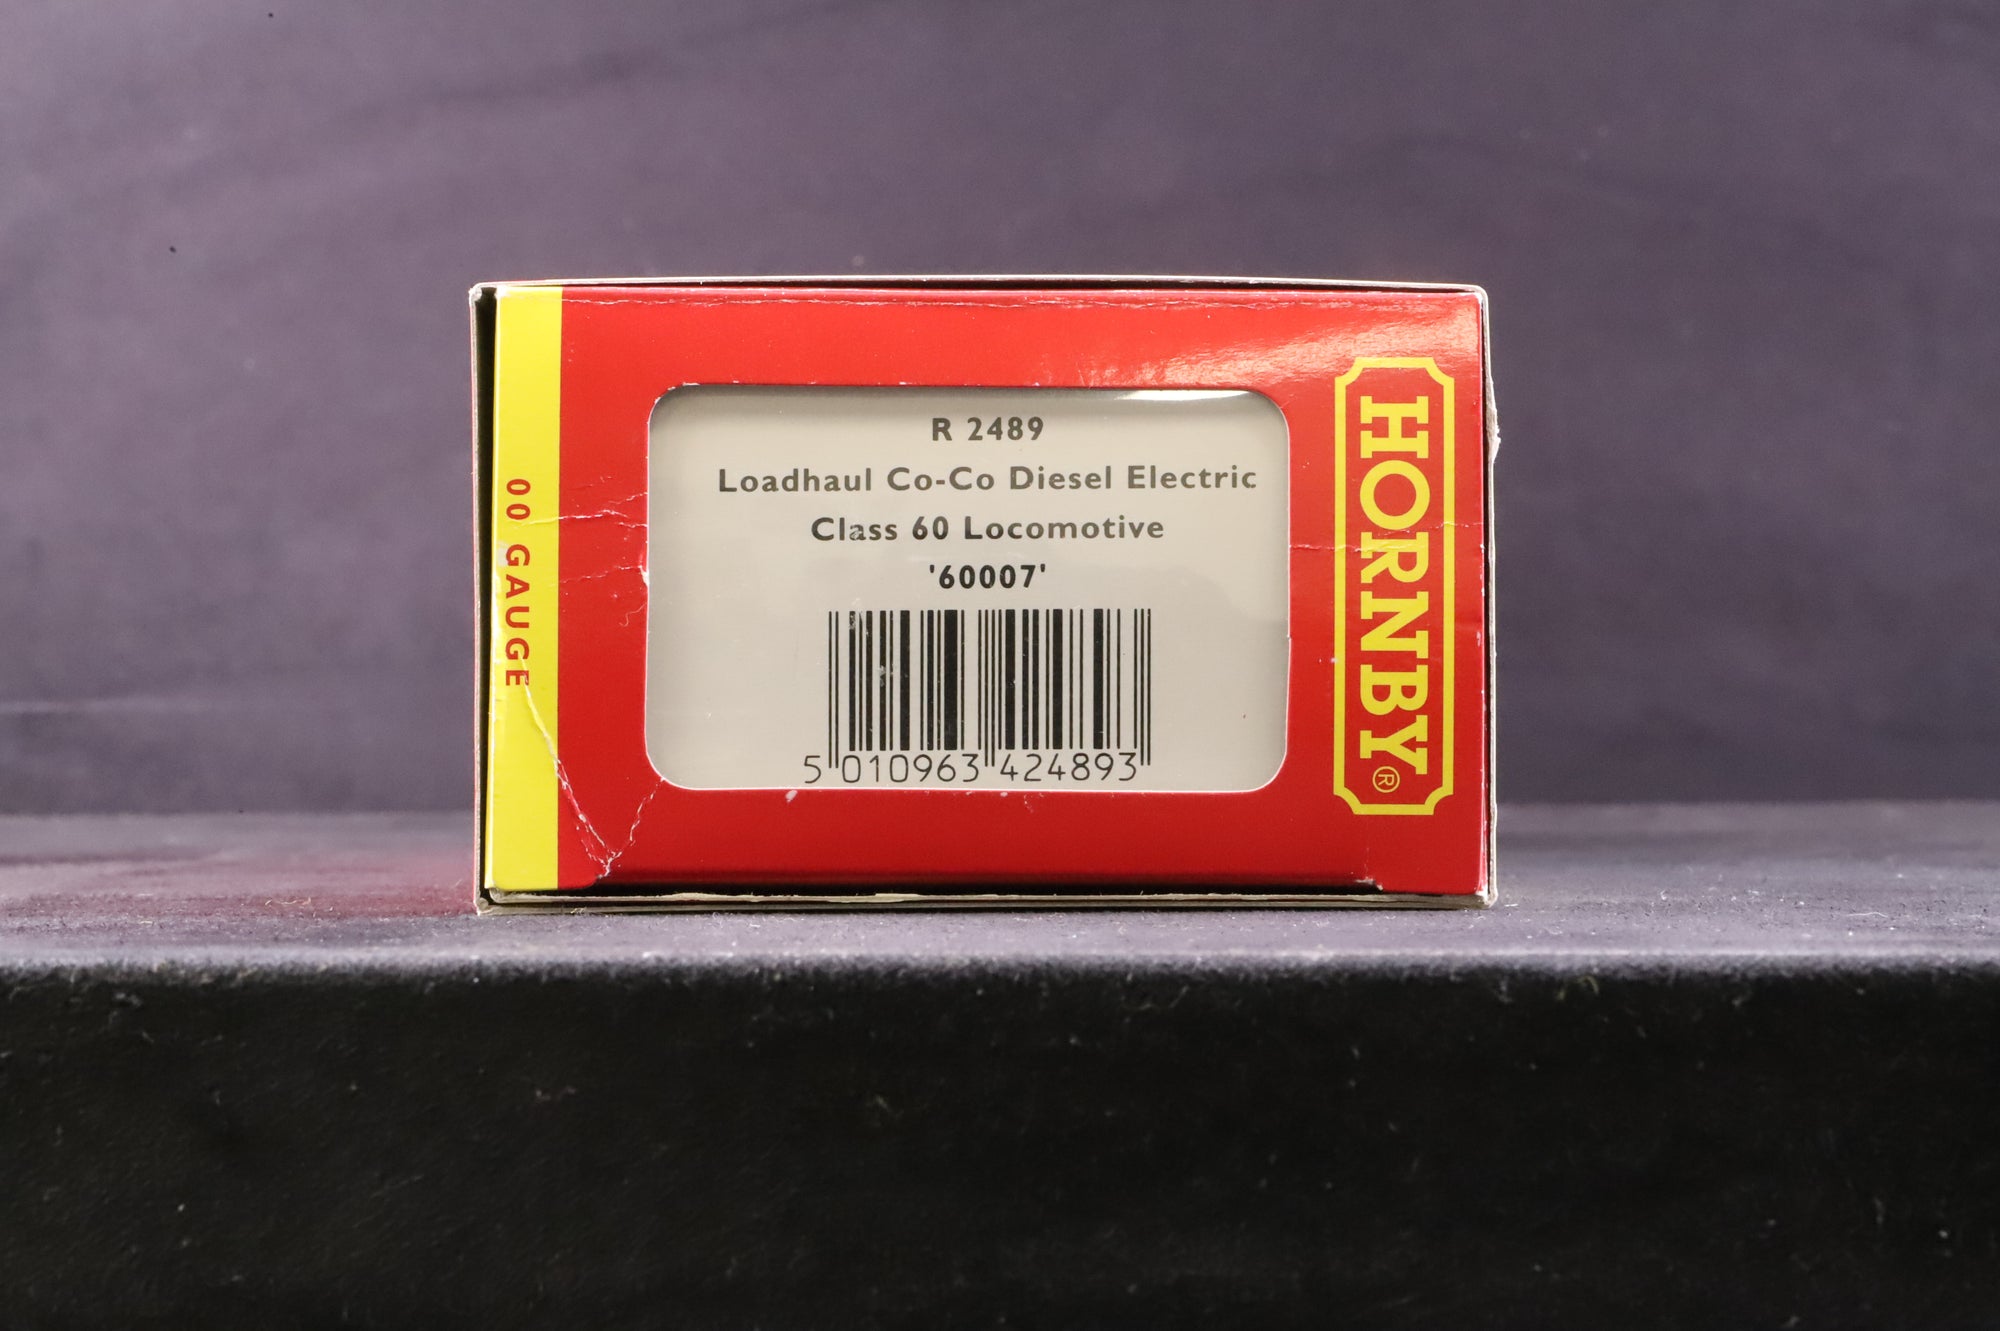 00 GAUGE
R 2489
Loadhaul Co-Co Diesel Electric
Class 60 Locomotive
'60007'
5 010963 424893
HORNBY®